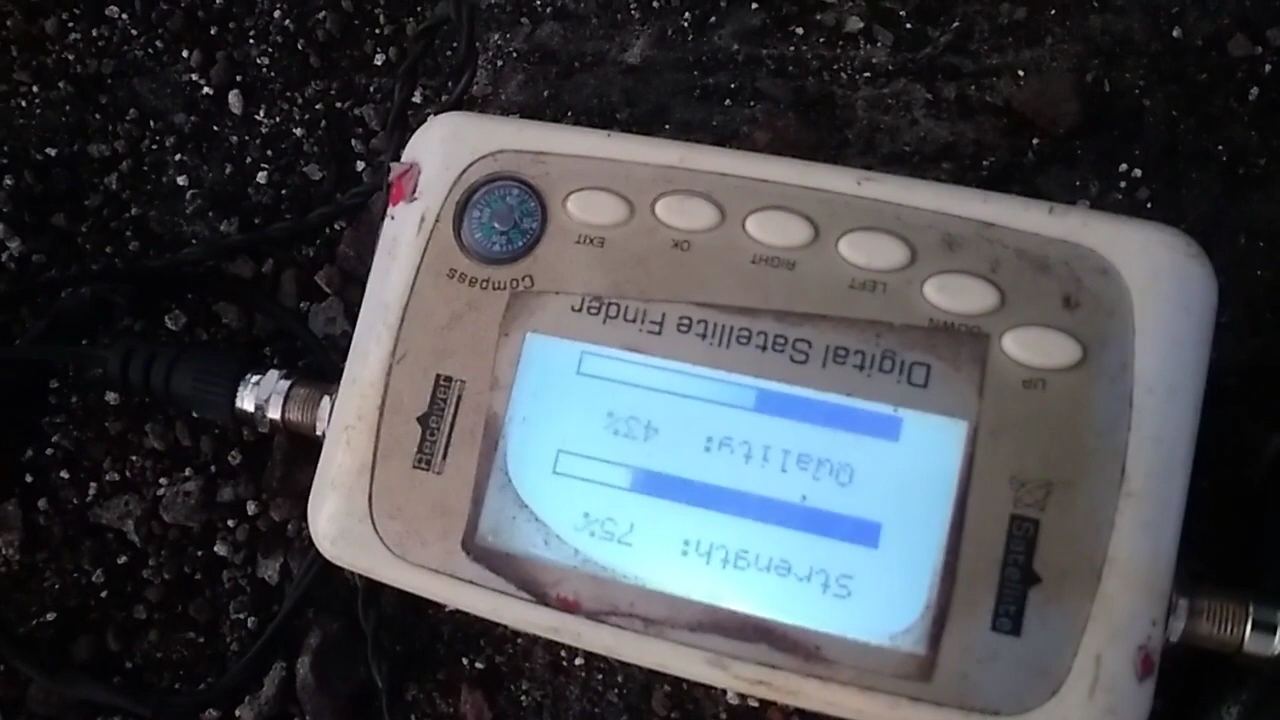 Satellite
Strength: 75%
Quality: 43%
Digital Satellite Finder
Receiver
Compass
UP
DOWN
LEFT
RIGHT
OK
EXIT